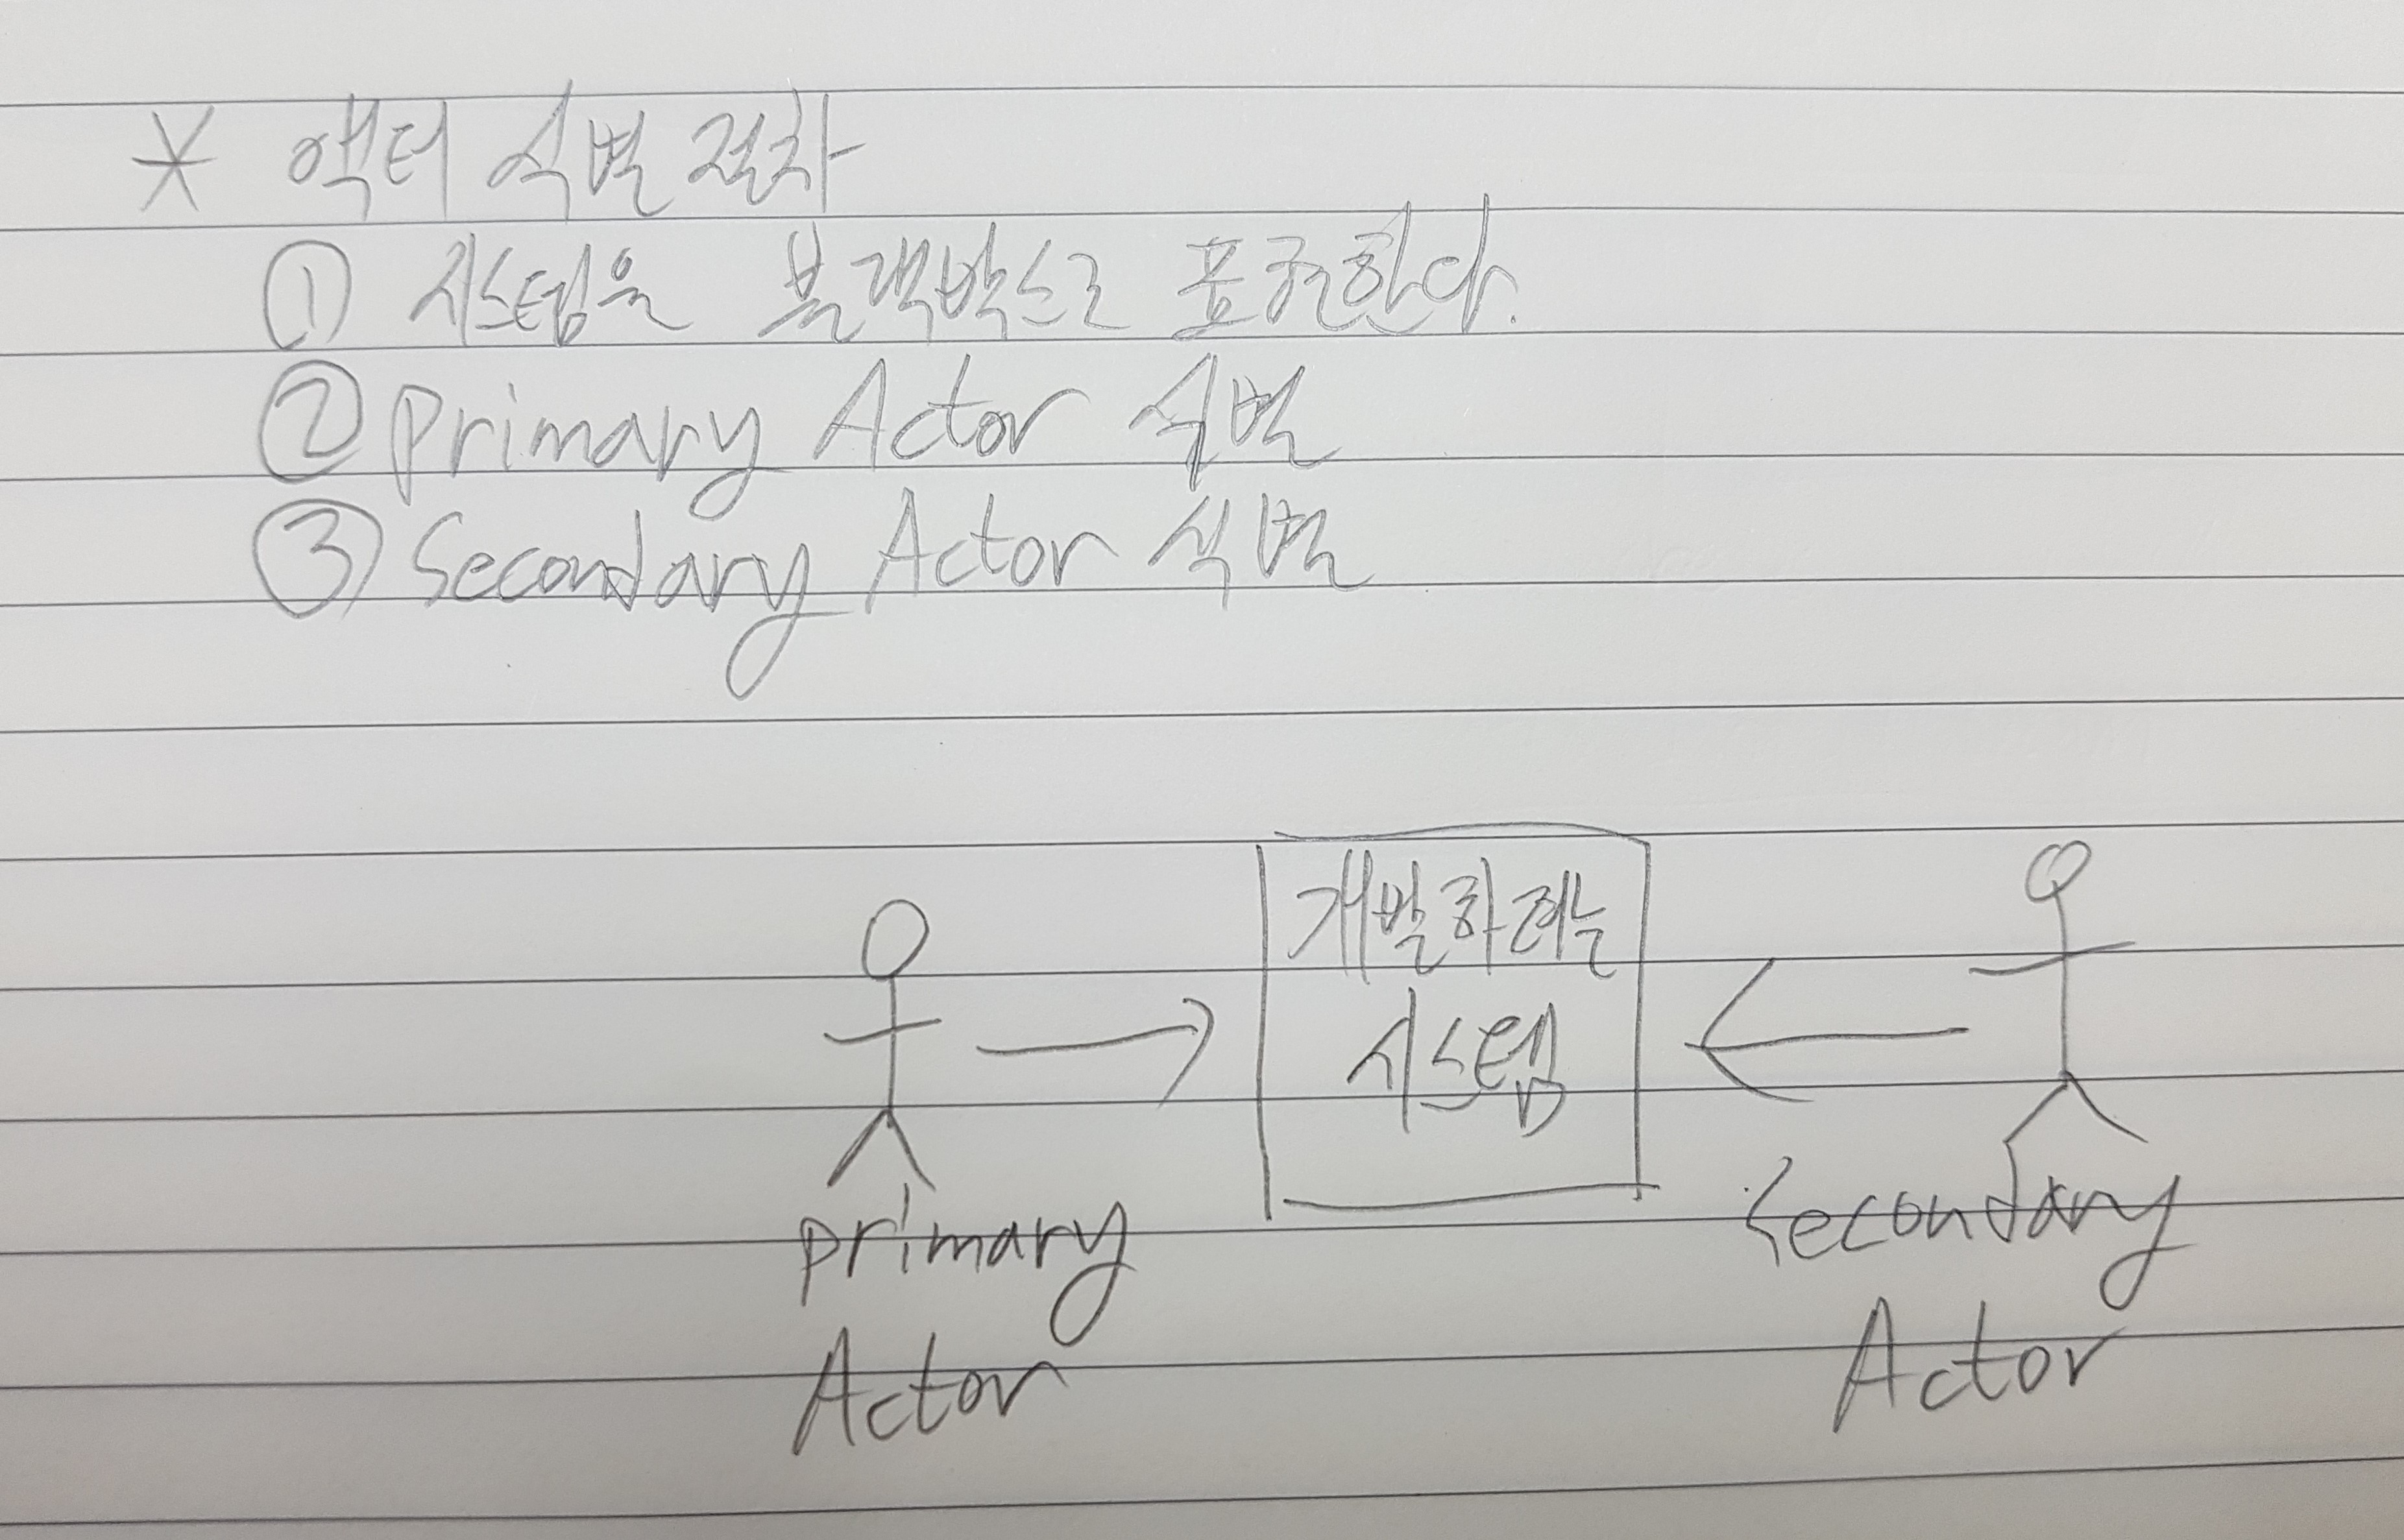 * 액터 식별 절차
① 시스템을 블랙박스로 표현한다.
② Primary Actor 식별
③ Secondary Actor 식별
개발하려는
시스템
primary
Actor
Secondary
Actor